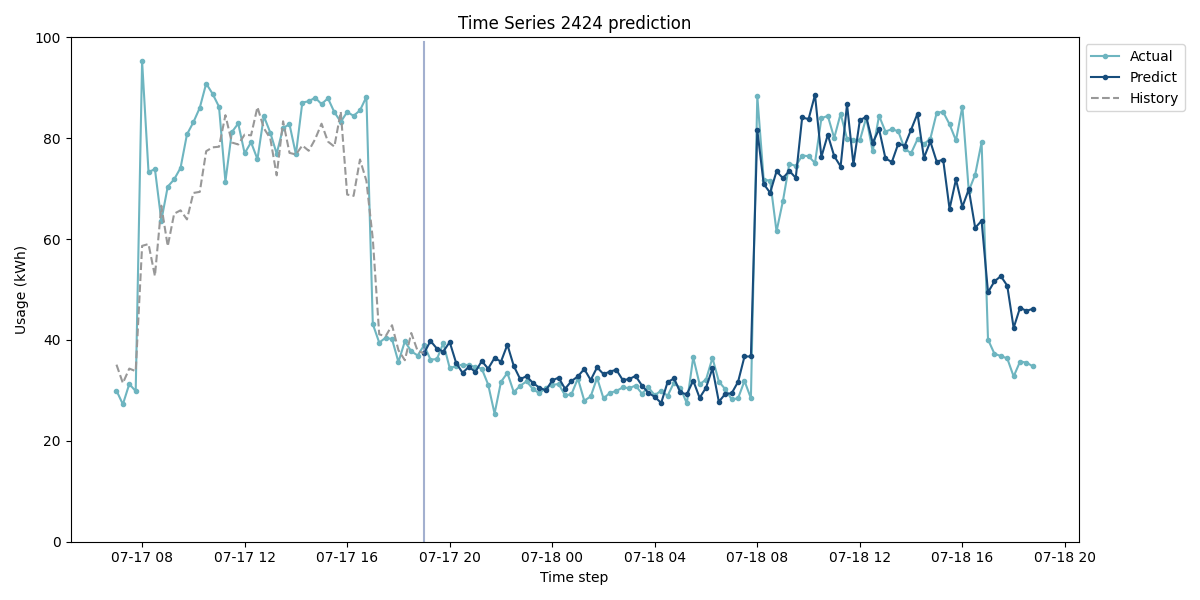 Time Series 2424 prediction
100
80
60
40
20
0
Usage (kWh)
07-17 08
07-17 12
07-17 16
07-17 20
07-18 00
07-18 04
07-18 08
07-18 12
07-18 16
07-18 20
Time step
Actual
Predict
History